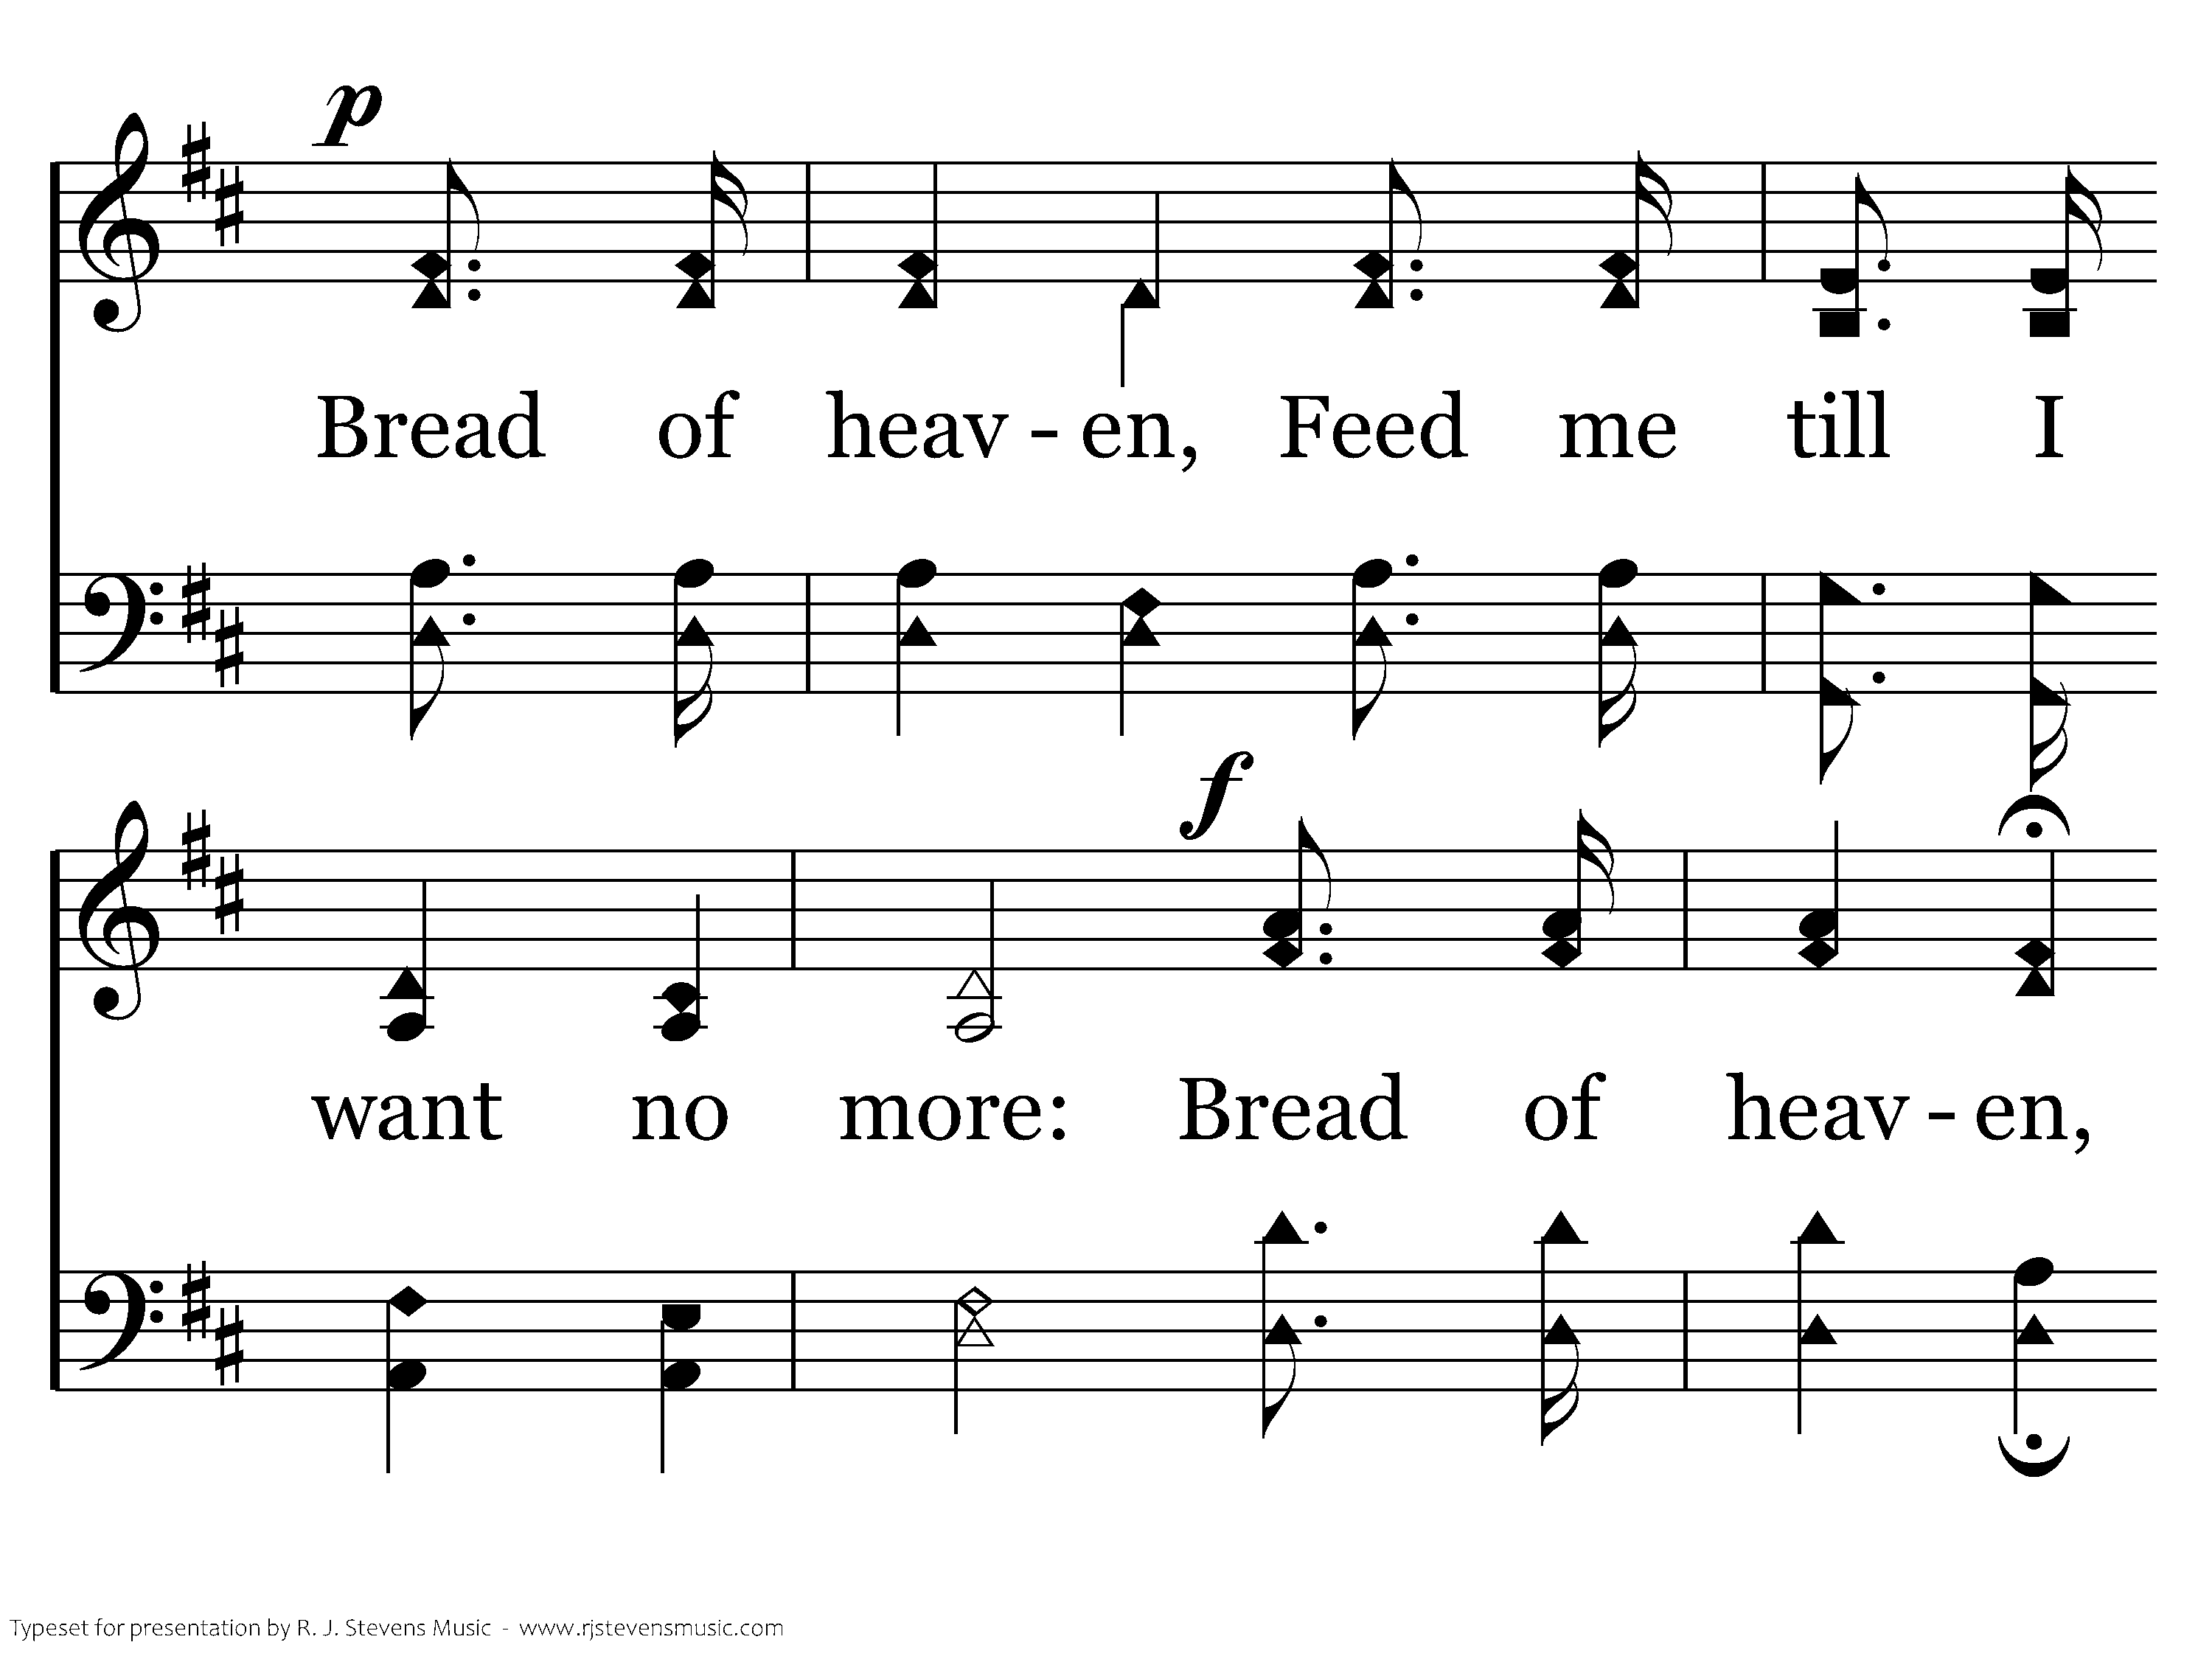 p
Bread of heav - en, Feed me till I
f
want no more: Bread of heav - en,
Typeset for presentation by R. J. Stevens Music - www.rjstevensmusic.com